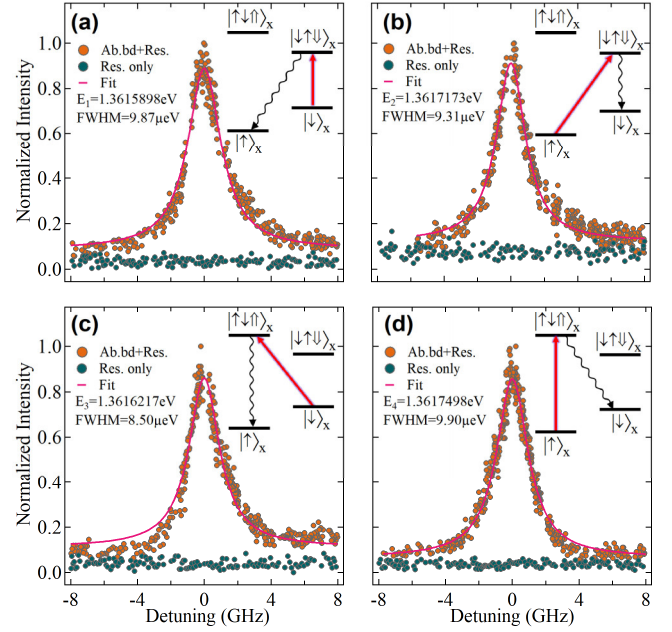 (a)
Ab.bd+Res.
Res. only
Fit
E₁=1.3615898eV
FWHM=9.87μeV
|↑↓⇑⟩ₓ
|↓↑⇓⟩ₓ
|↓⟩ₓ
|↑⟩ₓ
(b)
Ab.bd+Res.
Res. only
Fit
E₂=1.3617173eV
FWHM=9.31μeV
|↑↓⇑⟩ₓ
|↓↑⇓⟩ₓ
|↓⟩ₓ
|↑⟩ₓ
Normalized Intensity
1.0
0.8
0.6
0.4
0.2
0.0
(c)
Ab.bd+Res.
Res. only
Fit
E₃=1.3616217eV
FWHM=8.50μeV
|↑↓⇑⟩ₓ
|↓↑⇓⟩ₓ
|↓⟩ₓ
|↑⟩ₓ
(d)
Ab.bd+Res.
Res. only
Fit
E₄=1.3617498eV
FWHM=9.90μeV
|↑↓⇑⟩ₓ
|↓↑⇓⟩ₓ
|↓⟩ₓ
|↑⟩ₓ
Normalized Intensity
1.0
0.8
0.6
0.4
0.2
0.0
-8 -4 0 4 8
-8 -4 0 4 8
Detuning (GHz)
Detuning (GHz)